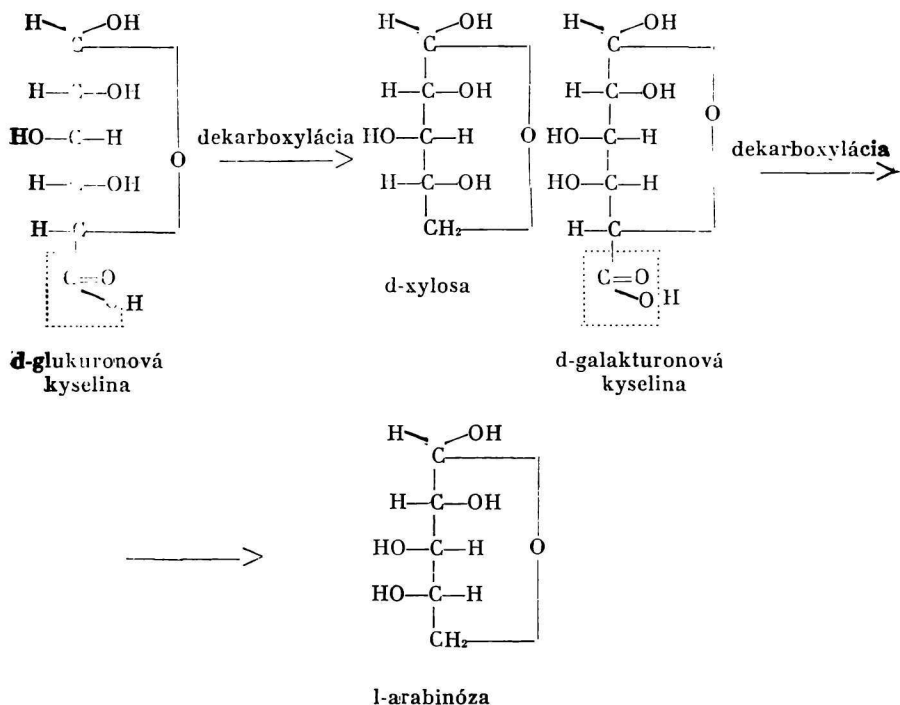 H OH H OH H OH
C C C
H—C—OH H—C—OH H—C—OH
O
HO—C—H dekarboxylácia HO—C—H O HO—C—H dekarboxylácia
O
H—C—OH H—C—OH HO—C—H
H—C CH₂ H—C
C=O d-xylosa C=O
OH OH
d-glukuronová d-galakturonová
kyselina kyselina
H OH
C
H—C—OH
HO—C—H O
HO—C—H
CH₂
l-arabinóza